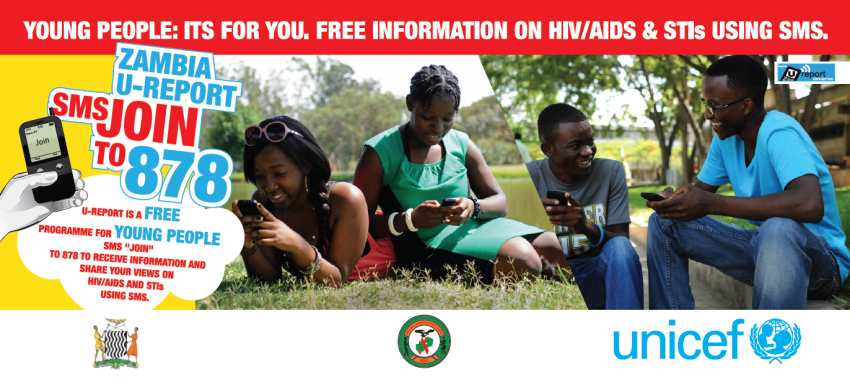 YOUNG PEOPLE: ITS FOR YOU. FREE INFORMATION ON HIV/AIDS & STIs USING SMS.
ZAMBIA
U-REPORT
SMS JOIN
TO 878
Join
U-REPORT IS A FREE
PROGRAMME FOR YOUNG PEOPLE
SMS "JOIN"
TO 878 TO RECEIVE INFORMATION AND
SHARE YOUR VIEWS ON
HIV/AIDS AND STIs
USING SMS.
U report
unicef